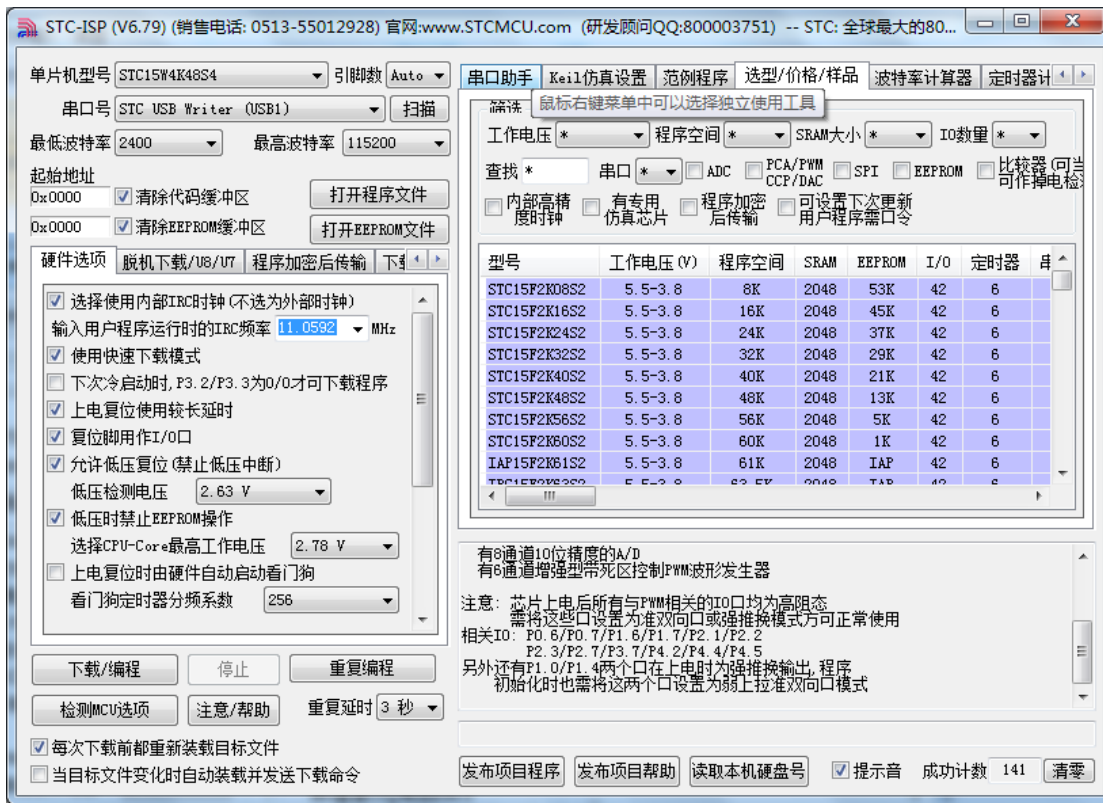 STC-ISP (V6.79) (销售电话: 0513-55012928) 官网:www.STCMCU.com (研发顾问QQ:800003751) -- STC: 全球最大的80...
单片机型号 STC15W4K48S4 引脚数 Auto
串口号 STC USB Writer (USB1) 扫描
最低波特率 2400 最高波特率 115200
起始地址
0x0000 清除代码缓冲区 打开程序文件
0x0000 清除EEPROM缓冲区 打开EEPROM文件
硬件选项 脱机下载/U8/U7 程序加密后传输
选择使用内部IRC时钟(不选为外部时钟)
输入用户程序运行时的IRC频率 11.0592 MHz
使用快速下载模式
下次冷启动时,P3.2/P3.3为0/0才可下载程序
上电复位使用较长延时
复位脚用作I/O口
允许低压复位(禁止低压中断)
低压检测电压 2.63 V
低压时禁止EEPROM操作
选择CPU-Core最高工作电压 2.78 V
上电复位时由硬件自动启动看门狗
看门狗定时器分频系数 256
下载/编程 停止 重复编程
检测MCU选项 注意/帮助 重复延时 3 秒
每次下载前都重新装载目标文件
当目标文件变化时自动装载并发送下载命令
串口助手 Keil仿真设置 范例程序 选型/价格/样品 波特率计算器 定时器计
筛选 鼠标右键菜单中可以选择独立使用工具
工作电压 * 程序空间 * SRAM大小 * IO数量 *
查找 * 串口 * ADC PCA/PWM CCP/DAC SPI EEPROM 比较器(可当可作掉电检
内部高精度时钟 有专用仿真芯片 程序加密后传输 可设置下次更新用户程序需口令
型号 工作电压(V) 程序空间 SRAM EEPROM I/O 定时器
STC15F2K08S2 5.5-3.8 8K 2048 53K 42 6
STC15F2K16S2 5.5-3.8 16K 2048 45K 42 6
STC15F2K24S2 5.5-3.8 24K 2048 37K 42 6
STC15F2K32S2 5.5-3.8 32K 2048 29K 42 6
STC15F2K40S2 5.5-3.8 40K 2048 21K 42 6
STC15F2K48S2 5.5-3.8 48K 2048 13K 42 6
STC15F2K56S2 5.5-3.8 56K 2048 5K 42 6
STC15F2K60S2 5.5-3.8 60K 2048 1K 42 6
IAP15F2K61S2 5.5-3.8 61K 2048 IAP 42 6
有8通道10位精度的A/D
有6通道增强型带死区控制PWM波形发生器
注意: 芯片上电后所有与PWM相关的IO口均为高阻态
需将这些口设置为准双向口或强推换模式方可正常使用
相关IO: P0.6/P0.7/P1.6/P1.7/P2.1/P2.2
P2.3/P2.7/P3.7/P4.2/P4.4/P4.5
另外还有P1.0/P1.4两个口在上电时为强推换输出,程序
初始化时也需将这两个口设置为弱上拉准双向口模式
发布项目程序 发布项目帮助 读取本机硬盘号 提示音 成功计数 141 清零